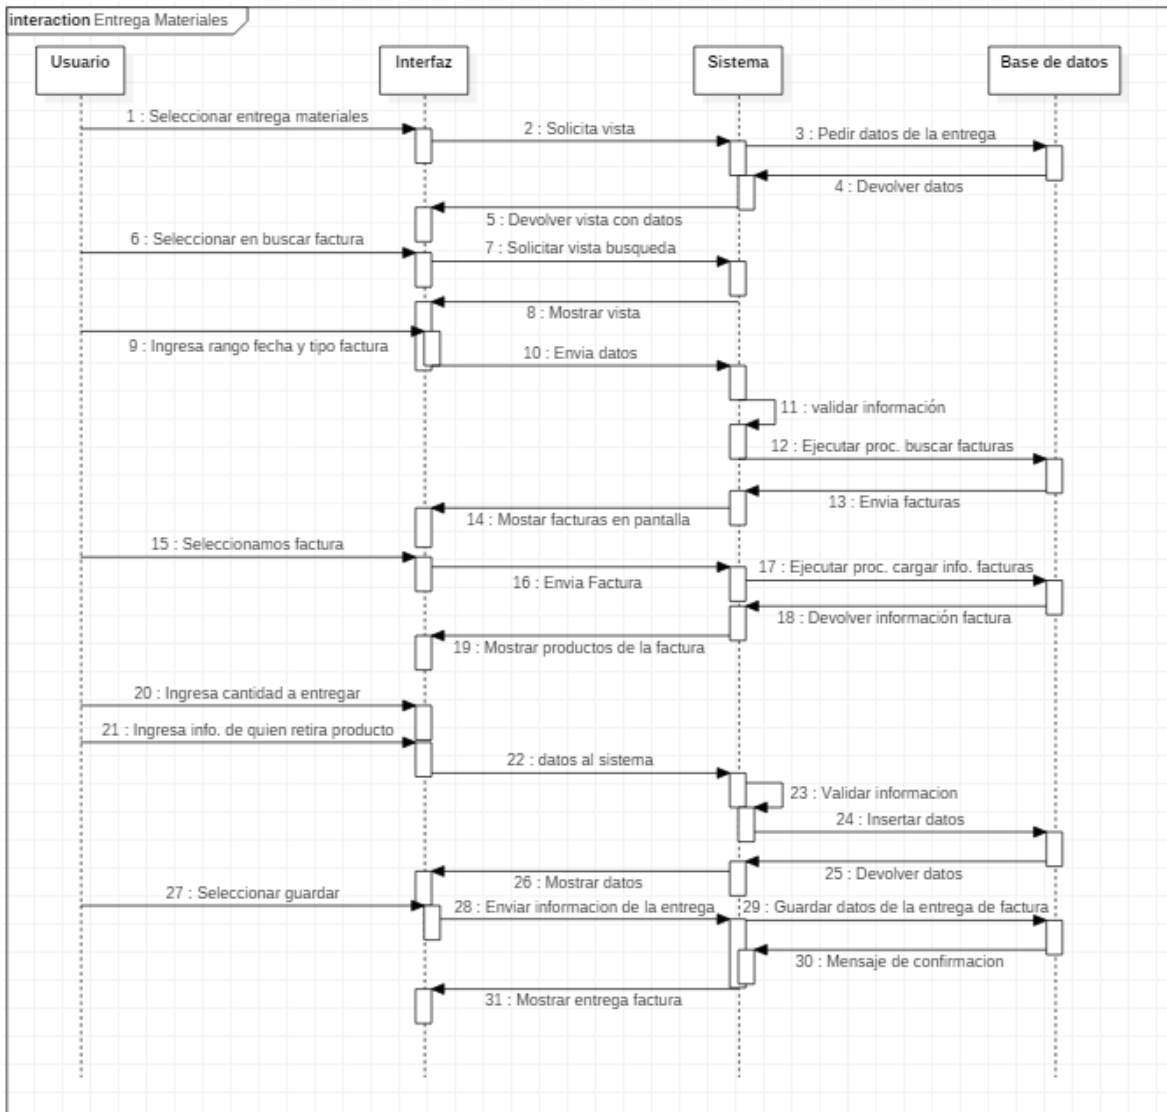 interaction Entrega Materiales
Usuario
Interfaz
Sistema
Base de datos
1 : Seleccionar entrega materiales
2 : Solicita vista
3 : Pedir datos de la entrega
4 : Devolver datos
5 : Devolver vista con datos
6 : Seleccionar en buscar factura
7 : Solicitar vista busqueda
8 : Mostrar vista
9 : Ingresa rango fecha y tipo factura
10 : Envia datos
11 : validar información
12 : Ejecutar proc. buscar facturas
13 : Envia facturas
14 : Mostar facturas en pantalla
15 : Seleccionamos factura
16 : Envia Factura
17 : Ejecutar proc. cargar info. facturas
18 : Devolver información factura
19 : Mostrar productos de la factura
20 : Ingresa cantidad a entregar
21 : Ingresa info. de quien retira producto
22 : datos al sistema
23 : Validar informacion
24 : Insertar datos
25 : Devolver datos
26 : Mostrar datos
27 : Seleccionar guardar
28 : Enviar informacion de la entrega
29 : Guardar datos de la entrega de factura
30 : Mensaje de confirmacion
31 : Mostrar entrega factura